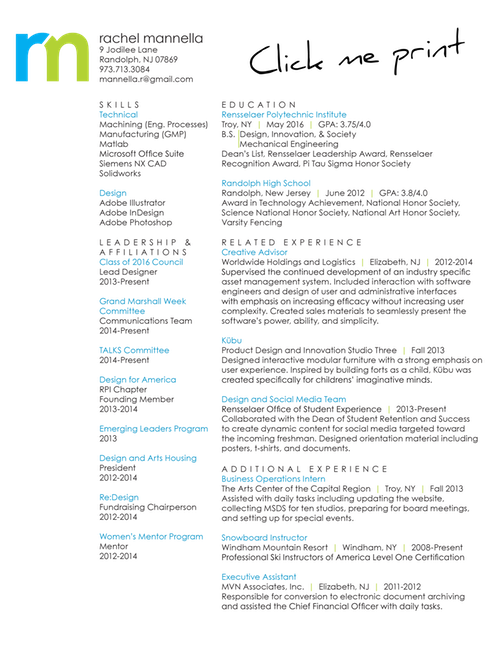 rm
rachel mannella
9 Jodilee Lane
Randolph, NJ 07869
973.713.3084
mannella.r@gmail.com
Click me print
SKILLS
Technical
Machining (Eng. Processes)
Manufacturing (GMP)
Matlab
Microsoft Office Suite
Siemens NX CAD
Solidworks
Design
Adobe Illustrator
Adobe InDesign
Adobe Photoshop
LEADERSHIP &
AFFILIATIONS
Class of 2016 Council
Lead Designer
2013-Present
Grand Marshall Week
Committee
Communications Team
2014-Present
TALKS Committee
2014-Present
Design for America
RPI Chapter
Founding Member
2013-2014
Emerging Leaders Program
2013
Design and Arts Housing
President
2012-2014
Re:Design
Fundraising Chairperson
2012-2014
Women's Mentor Program
Mentor
2012-2014
EDUCATION
Rensselaer Polytechnic Institute
Troy, NY | May 2016 | GPA: 3.75/4.0
B.S. Design, Innovation, & Society
Mechanical Engineering
Dean's List, Rensselaer Leadership Award, Rensselaer
Recognition Award, Pi Tau Sigma Honor Society
Randolph High School
Randolph, New Jersey | June 2012 | GPA: 3.8/4.0
Award in Technology Achievement, National Honor Society,
Science National Honor Society, National Art Honor Society,
Varsity Fencing
RELATED EXPERIENCE
Creative Advisor
Worldwide Holdings and Logistics | Elizabeth, NJ | 2012-2014
Supervised the continued development of an industry specific
asset management system. Included interaction with software
engineers and design of user and administrative interfaces
with emphasis on increasing efficacy without increasing user
complexity. Created sales materials to seamlessly present the
software's power, ability, and simplicity.
Kūbu
Product Design and Innovation Studio Three | Fall 2013
Designed interactive modular furniture with a strong emphasis on
user experience. Inspired by building forts as a child, Kūbu was
created specifically for childrens' imaginative minds.
Design and Social Media Team
Rensselaer Office of Student Experience | 2013-Present
Collaborated with the Dean of Student Retention and Success
to create dynamic content for social media targeted toward
the incoming freshman. Designed orientation material including
posters, t-shirts, and documents.
ADDITIONAL EXPERIENCE
Business Operations Intern
The Arts Center of the Capital Region | Troy, NY | Fall 2013
Assisted with daily tasks including updating the website,
collecting MSDS for ten studios, preparing for board meetings,
and setting up for special events.
Snowboard Instructor
Windham Mountain Resort | Windham, NY | 2008-Present
Professional Ski Instructors of America Level One Certification
Executive Assistant
MVN Associates, Inc. | Elizabeth, NJ | 2011-2012
Responsible for conversion to electronic document archiving
and assisted the Chief Financial Officer with daily tasks.